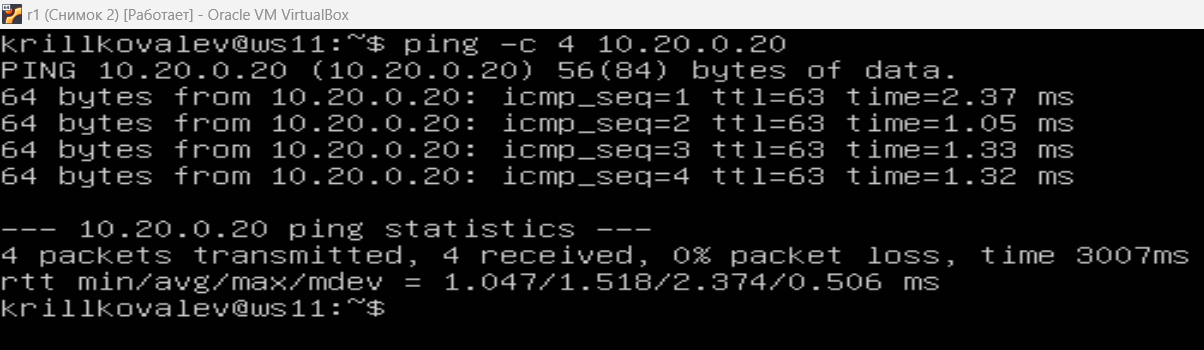 r1 (Снимок 2) [Работает] - Oracle VM VirtualBox
krillkovalev@ws11:~$ ping -c 4 10.20.0.20
PING 10.20.0.20 (10.20.0.20) 56(84) bytes of data.
64 bytes from 10.20.0.20: icmp_seq=1 ttl=63 time=2.37 ms
64 bytes from 10.20.0.20: icmp_seq=2 ttl=63 time=1.05 ms
64 bytes from 10.20.0.20: icmp_seq=3 ttl=63 time=1.33 ms
64 bytes from 10.20.0.20: icmp_seq=4 ttl=63 time=1.32 ms
--- 10.20.0.20 ping statistics ---
4 packets transmitted, 4 received, 0% packet loss, time 3007ms
rtt min/avg/max/mdev = 1.047/1.518/2.374/0.506 ms
krillkovalev@ws11:~$